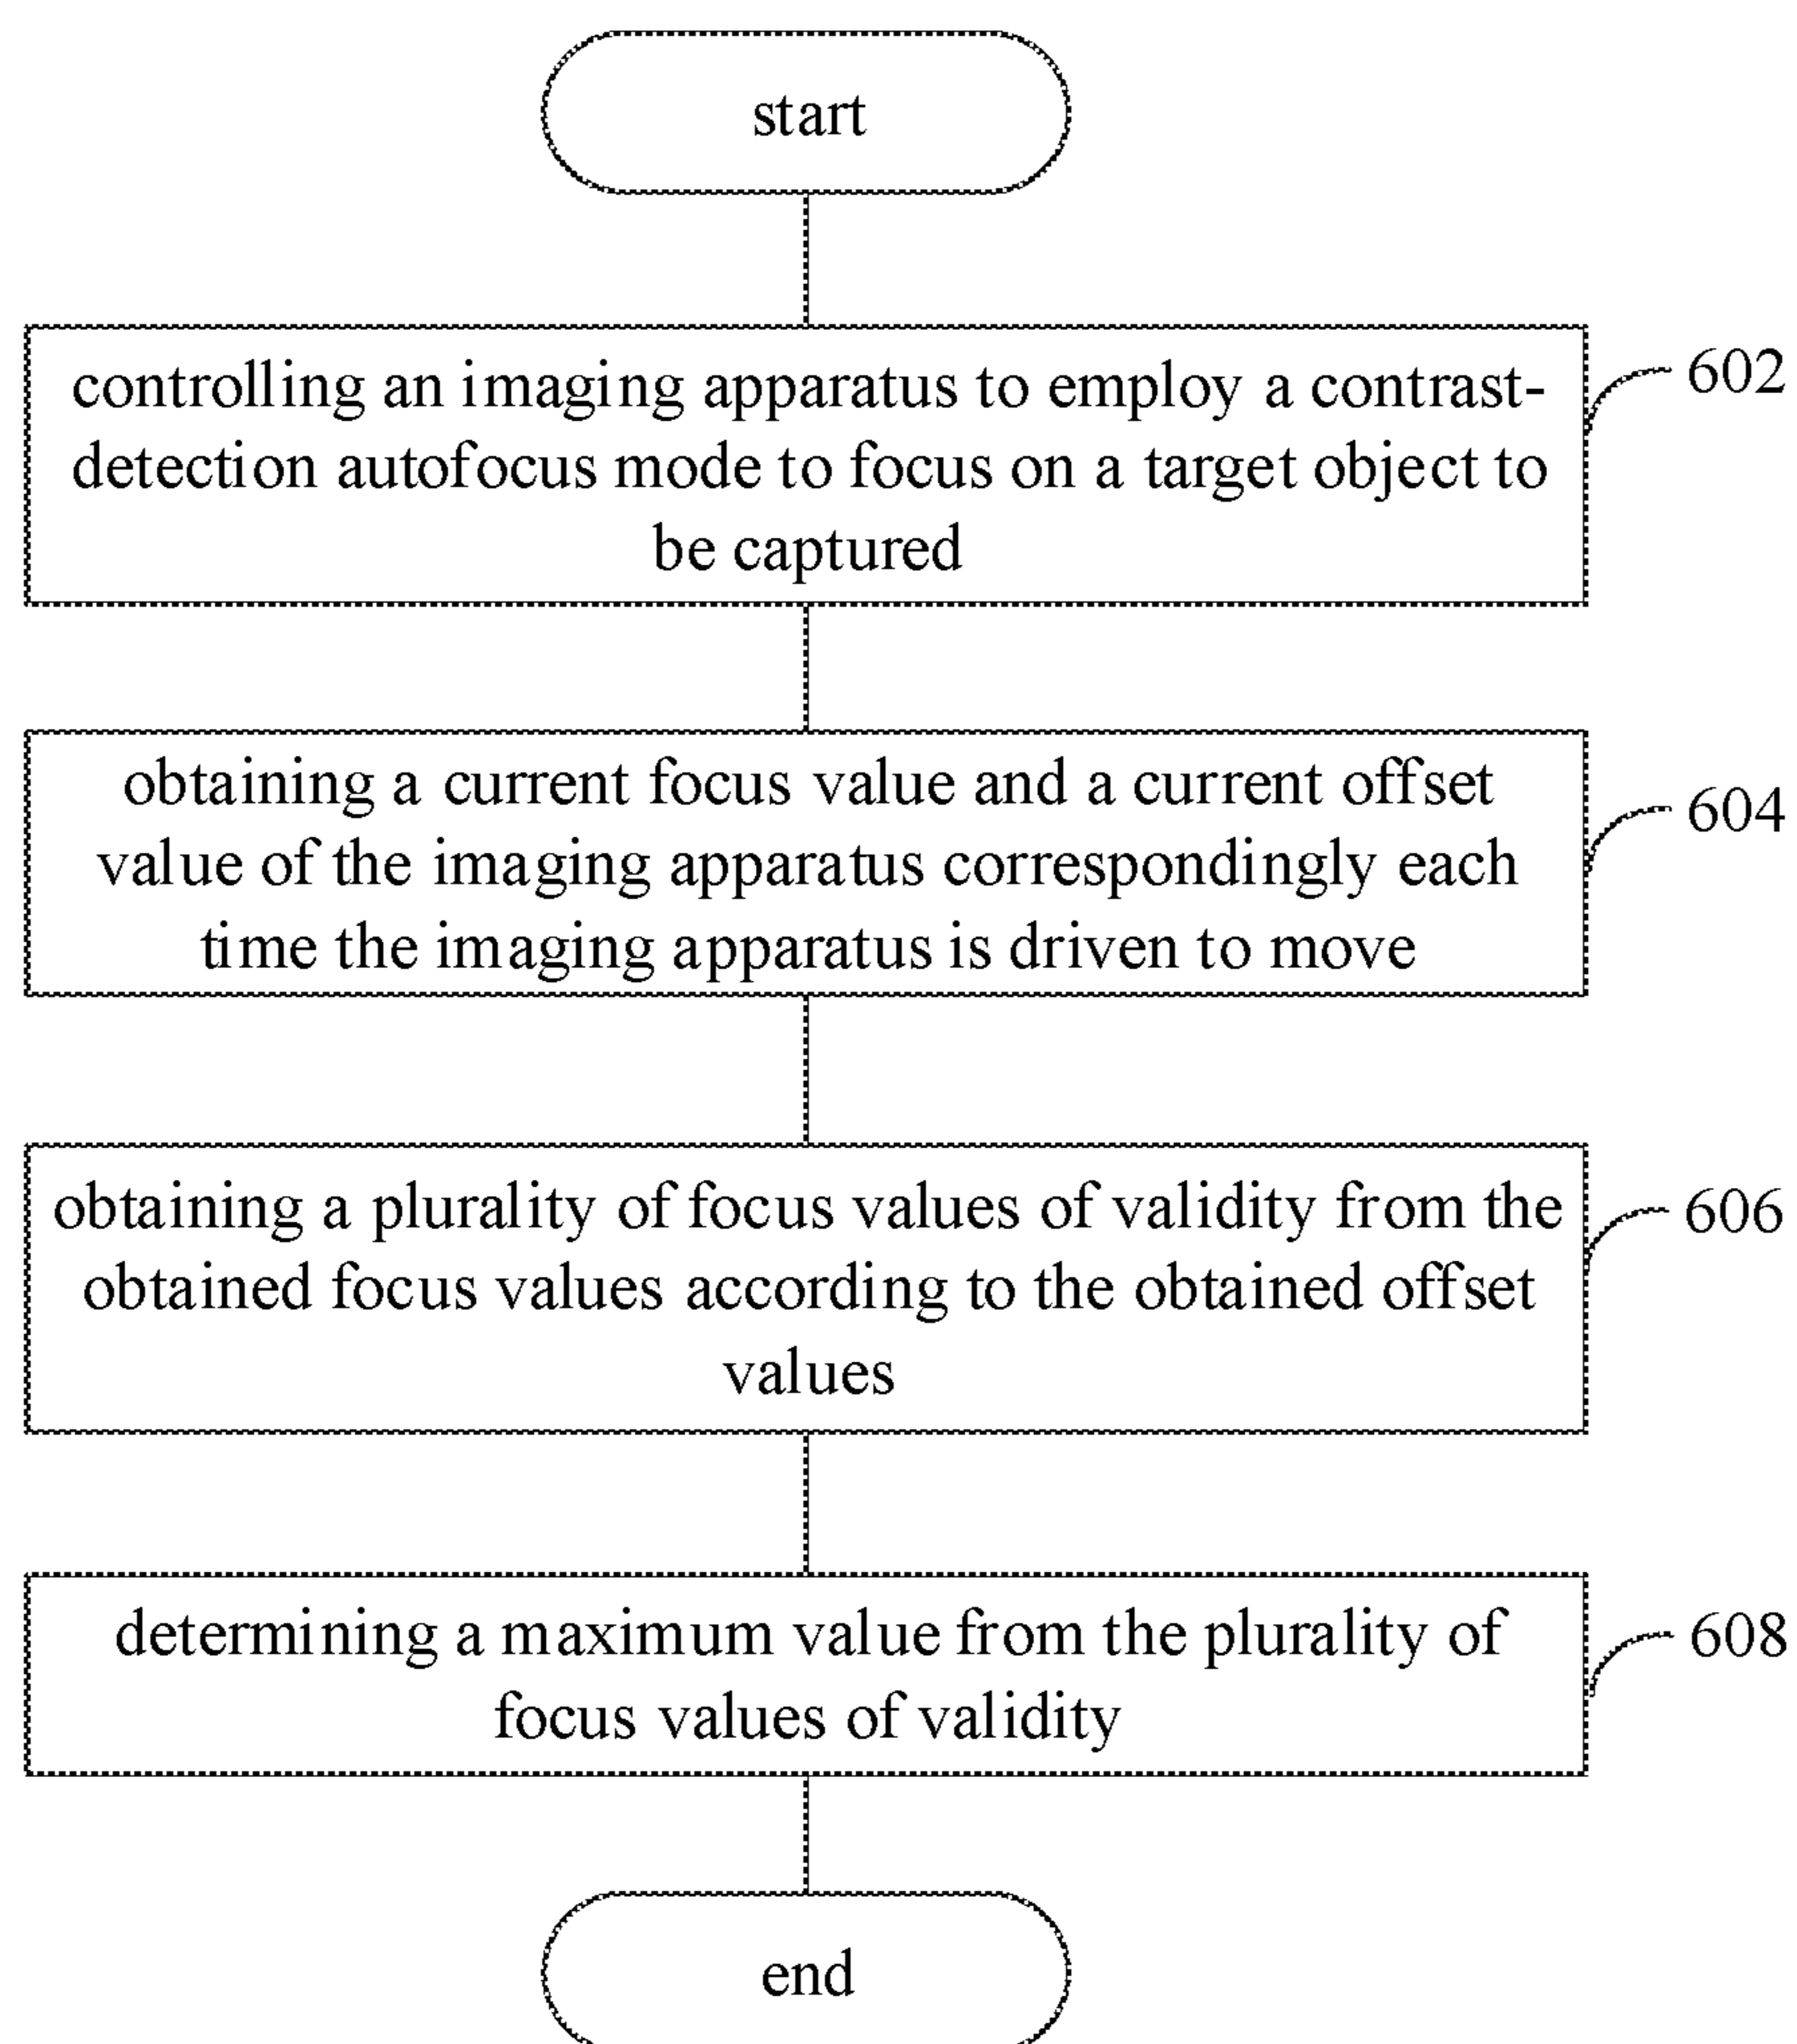 start
controlling an imaging apparatus to employ a contrast-
detection autofocus mode to focus on a target object to
be captured
602
obtaining a current focus value and a current offset
value of the imaging apparatus correspondingly each
time the imaging apparatus is driven to move
604
obtaining a plurality of focus values of validity from the
obtained focus values according to the obtained offset
values
606
determining a maximum value from the plurality of
focus values of validity
608
end